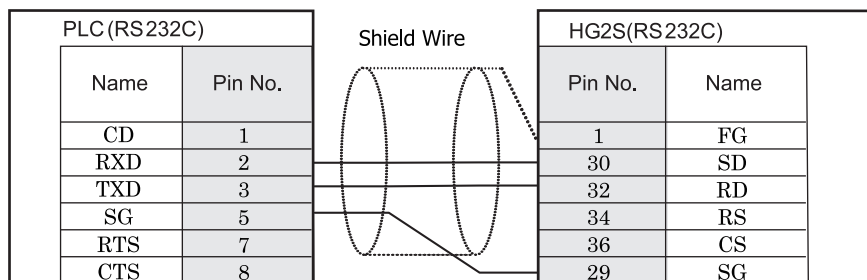 PLC(RS232C) Shield Wire HG2S(RS232C)
Name Pin No. Pin No. Name
CD 1 1 FG
RXD 2 30 SD
TXD 3 32 RD
SG 5 34 RS
RTS 7 36 CS
CTS 8 29 SG